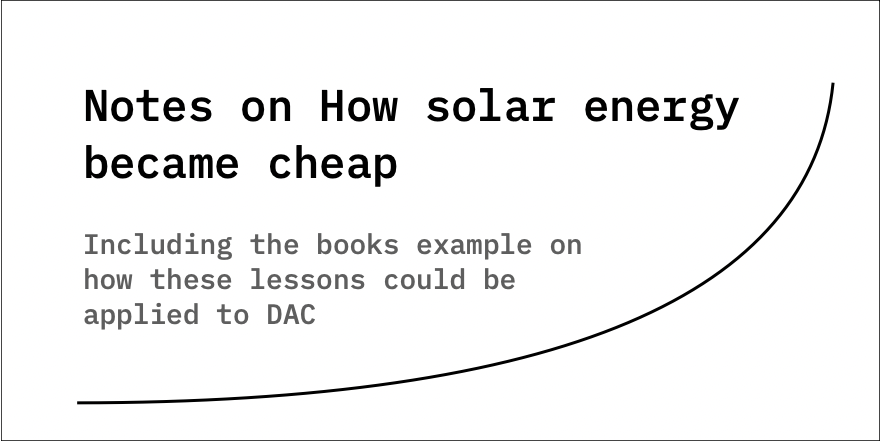 Notes on How solar energy
became cheap
Including the books example on
how these lessons could be
applied to DAC